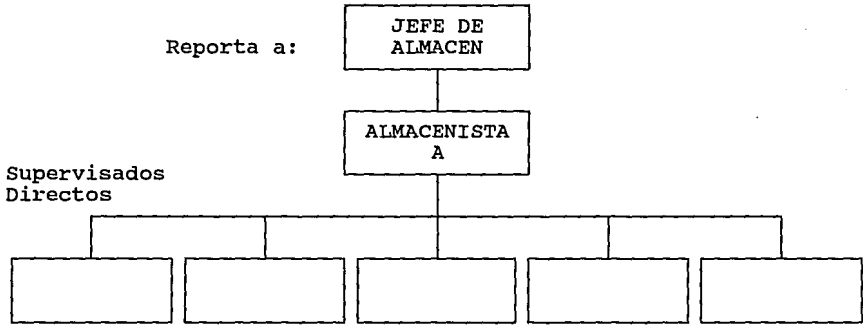 JEFE DE
Reporta a: ALMACEN
ALMACENISTA
A
Supervisados
Directos